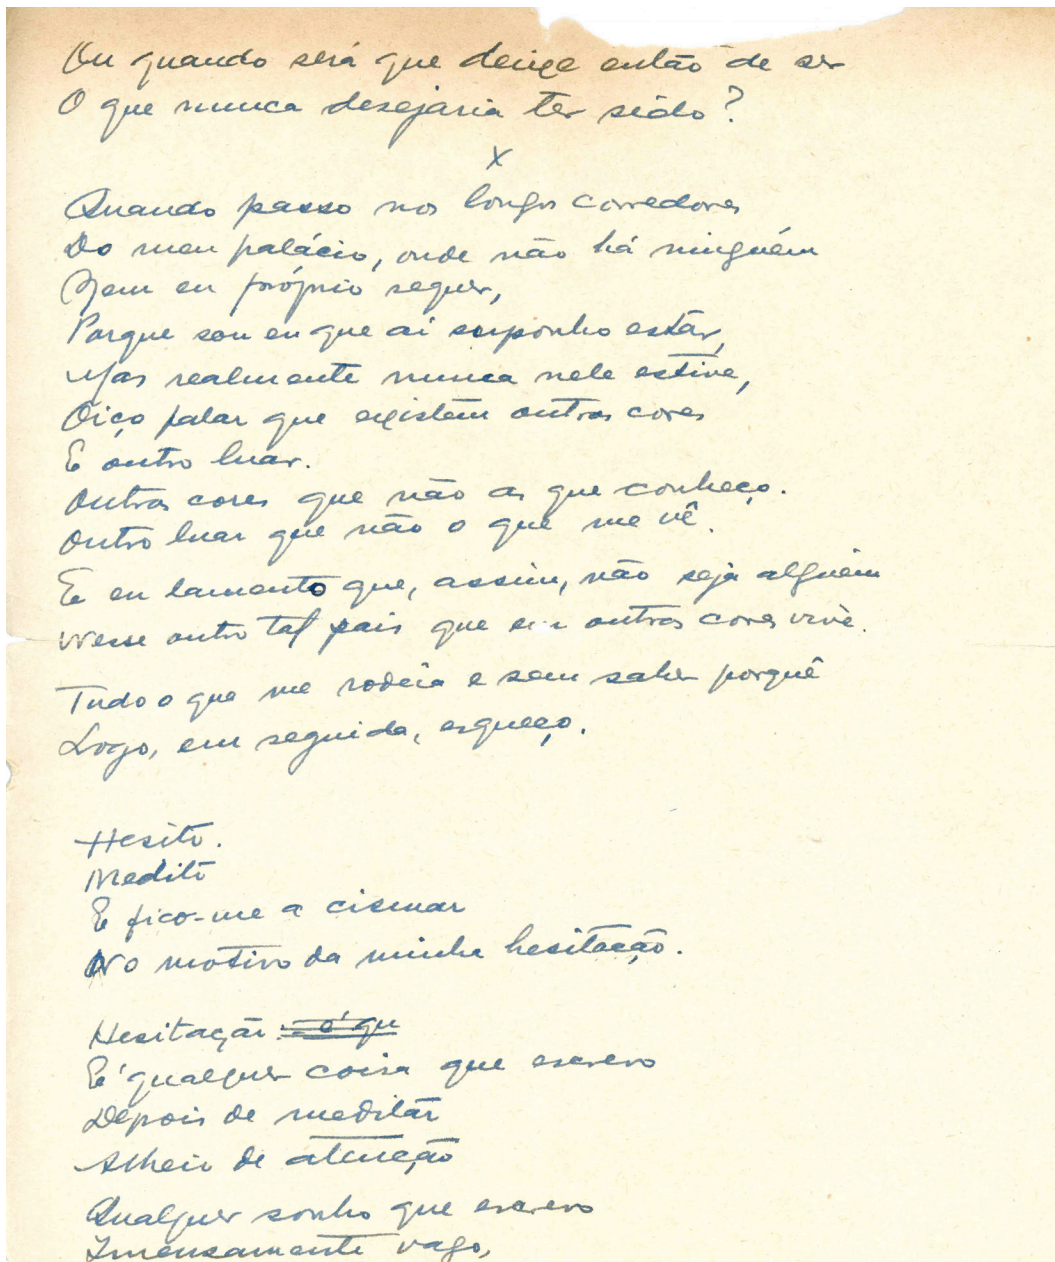 Ou quando será que deixe então de ser
O que nunca desejaria ter sido?
x
Quando passo nos longos corredores
Do meu palácio, onde não há ninguém
Nem eu próprio sequer,
Porque sou eu que aí suponho estar,
Mas realmente nunca nele estive,
Oiço falar que existem outras cores
E outro luar.
Outras cores que não as que conheço.
Outro luar que não o que me vê.
E eu lamento que, assim, não seja alguém
Nesse outro tal país que em outras cores vive.
Tudo o que me rodeia e sem saber porquê
Logo, em seguida, esqueço.
Hesito.
Medito
E fico-me a cismar
No motivo da minha hesitação.
Hesitação: é qu
É qualquer coisa que escrevo
Depois de meditar
Alheio de atenção
Qualquer sonho que escrevo
Imensamente vago,